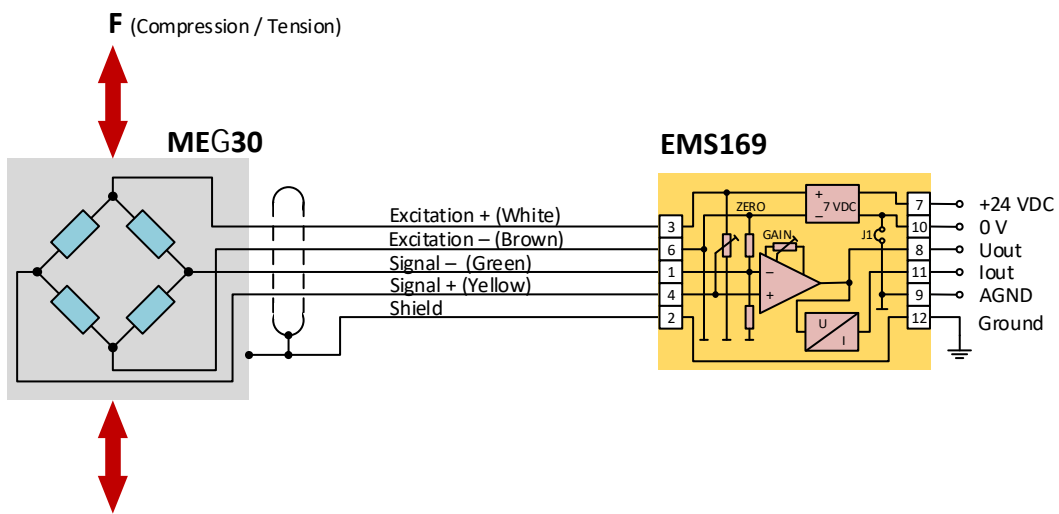 F (Compression / Tension)
MEG30
EMS169
Excitation + (White)
Excitation – (Brown)
Signal – (Green)
Signal + (Yellow)
Shield
3
6
1
4
2
ZERO
GAIN
+
7 VDC
–
J1
–
+
U
I
7
10
8
11
9
12
+24 VDC
0 V
Uout
Iout
AGND
Ground